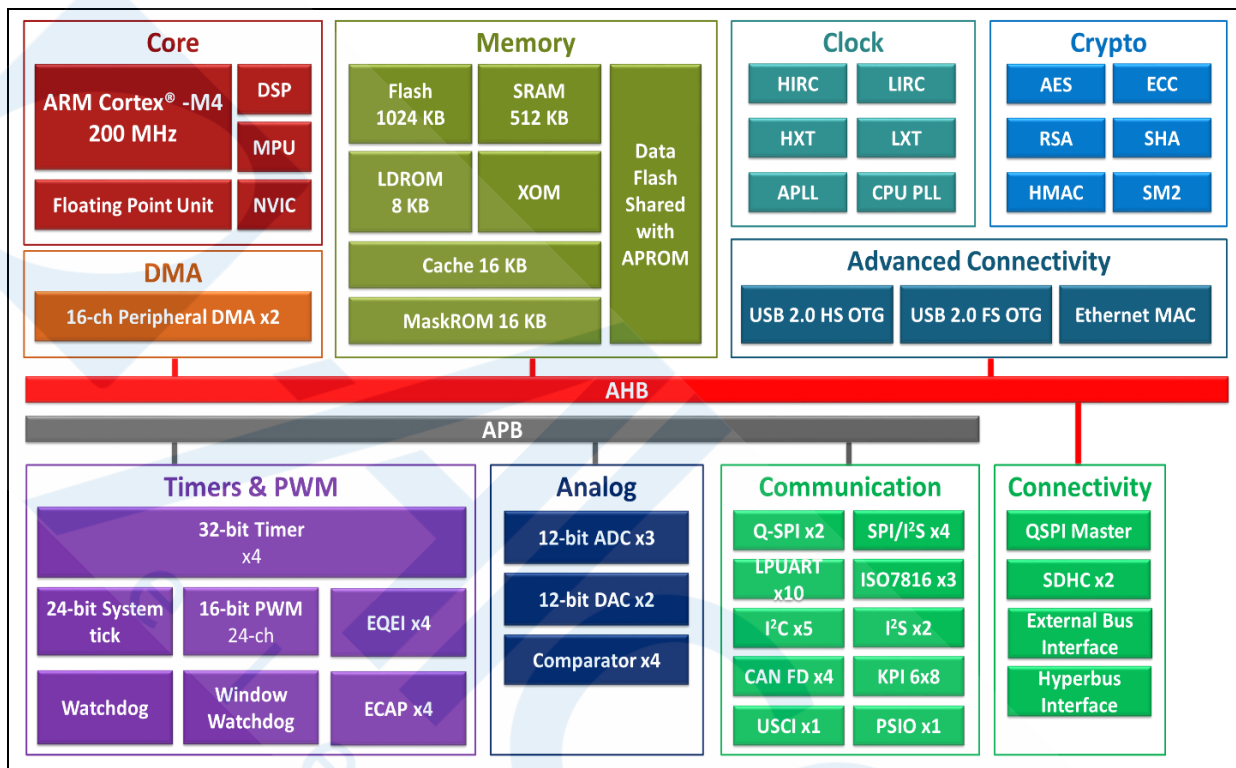 Core
ARM Cortex® -M4
200 MHz
DSP
MPU
Floating Point Unit
NVIC
DMA
16-ch Peripheral DMA x2
Memory
Flash
1024 KB
SRAM
512 KB
LDROM
8 KB
XOM
Cache 16 KB
MaskROM 16 KB
Data
Flash
Shared
with
APROM
Clock
HIRC
LIRC
HXT
LXT
APLL
CPU PLL
Crypto
AES
ECC
RSA
SHA
HMAC
SM2
Advanced Connectivity
USB 2.0 HS OTG
USB 2.0 FS OTG
Ethernet MAC
AHB
APB
Timers & PWM
32-bit Timer
x4
24-bit System
tick
16-bit PWM
24-ch
EQEI x4
Watchdog
Window
Watchdog
ECAP x4
Analog
12-bit ADC x3
12-bit DAC x2
Comparator x4
Communication
Q-SPI x2
SPI/I²S x4
LPUART
x10
ISO7816 x3
I²C x5
I²S x2
CAN FD x4
KPI 6x8
USCI x1
PSIO x1
Connectivity
QSPI Master
SDHC x2
External Bus
Interface
Hyperbus
Interface